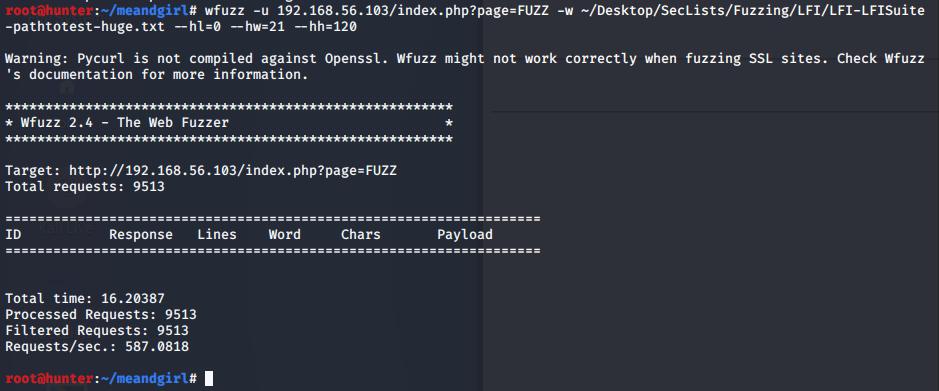 root@hunter:~/meandgirl# wfuzz -u 192.168.56.103/index.php?page=FUZZ -w ~/Desktop/SecLists/Fuzzing/LFI/LFI-LFISuite
-pathtotest-huge.txt --hl=0 --hw=21 --hh=120
Warning: Pycurl is not compiled against Openssl. Wfuzz might not work correctly when fuzzing SSL sites. Check Wfuzz
's documentation for more information.
********************************************************
* Wfuzz 2.4 - The Web Fuzzer                           *
********************************************************
Target: http://192.168.56.103/index.php?page=FUZZ
Total requests: 9513
===================================================================
ID           Response   Lines    Word     Chars       Payload
===================================================================
Total time: 16.20387
Processed Requests: 9513
Filtered Requests: 9513
Requests/sec.: 587.0818
root@hunter:~/meandgirl#